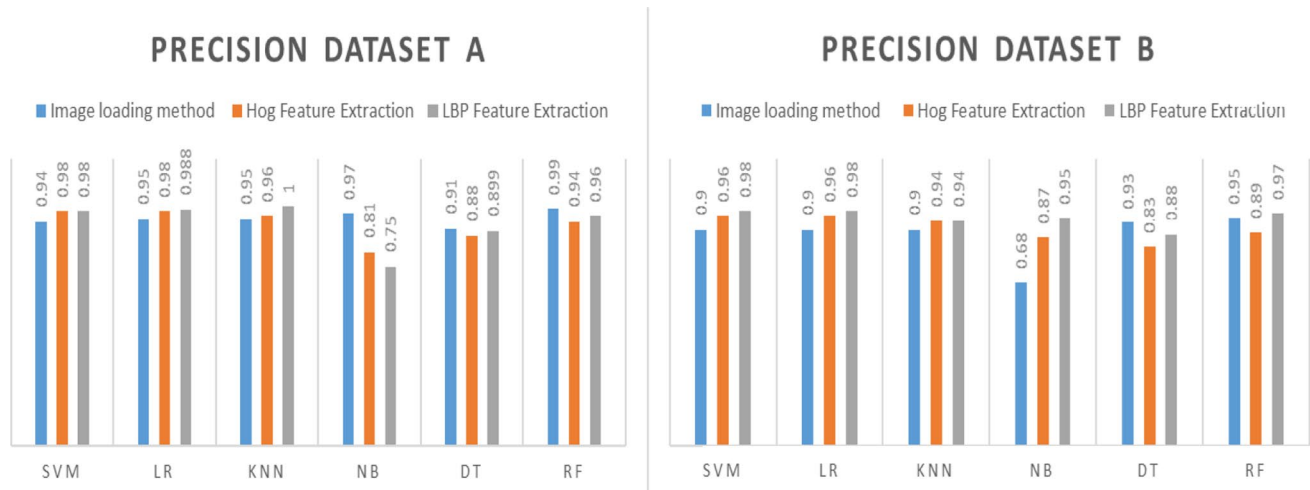 PRECISION DATASET A
Image loading method Hog Feature Extraction LBP Feature Extraction
0.94 0.98 0.98 0.95 0.98 0.988 0.95 0.96 1 0.97 0.81 0.75 0.91 0.88 0.899 0.99 0.94 0.96
SVM LR KNN NB DT RF
PRECISION DATASET B
Image loading method Hog Feature Extraction LBP Feature Extraction
0.9 0.96 0.98 0.9 0.96 0.98 0.9 0.94 0.94 0.68 0.87 0.95 0.93 0.83 0.88 0.95 0.89 0.97
SVM LR KNN NB DT RF